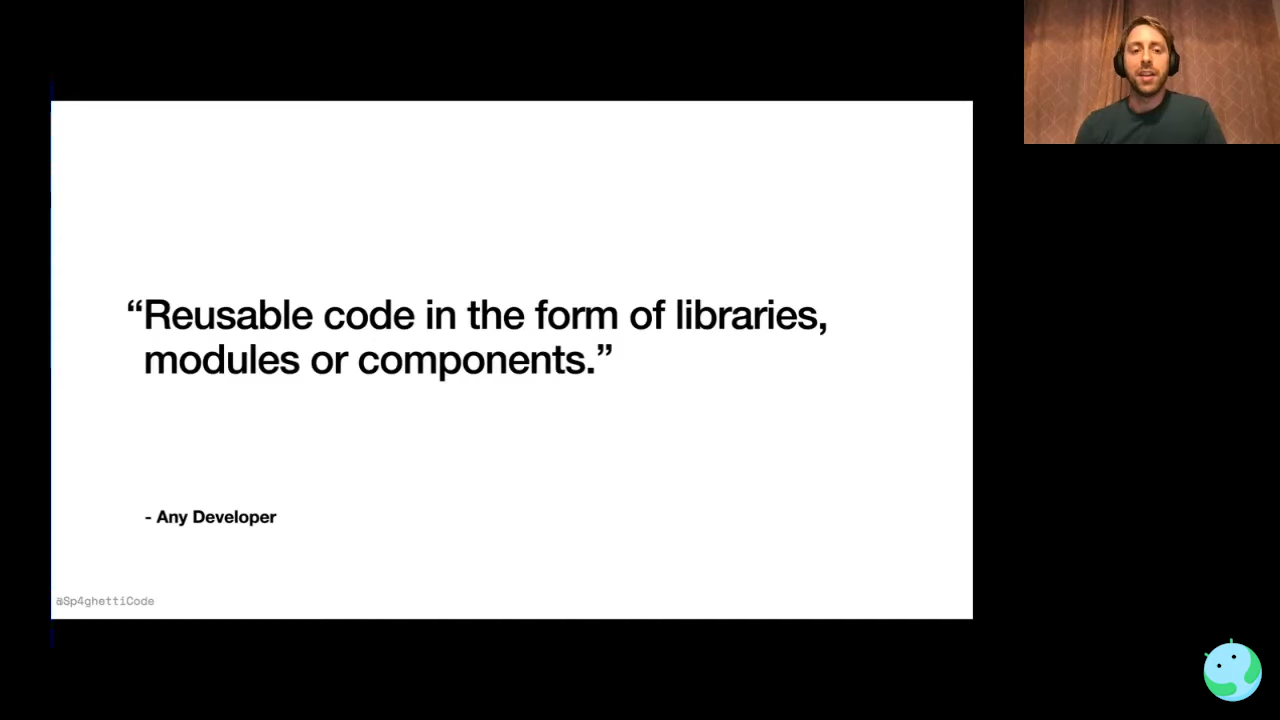 “Reusable code in the form of libraries,
modules or components.”
- Any Developer
@Sp4ghettiCode